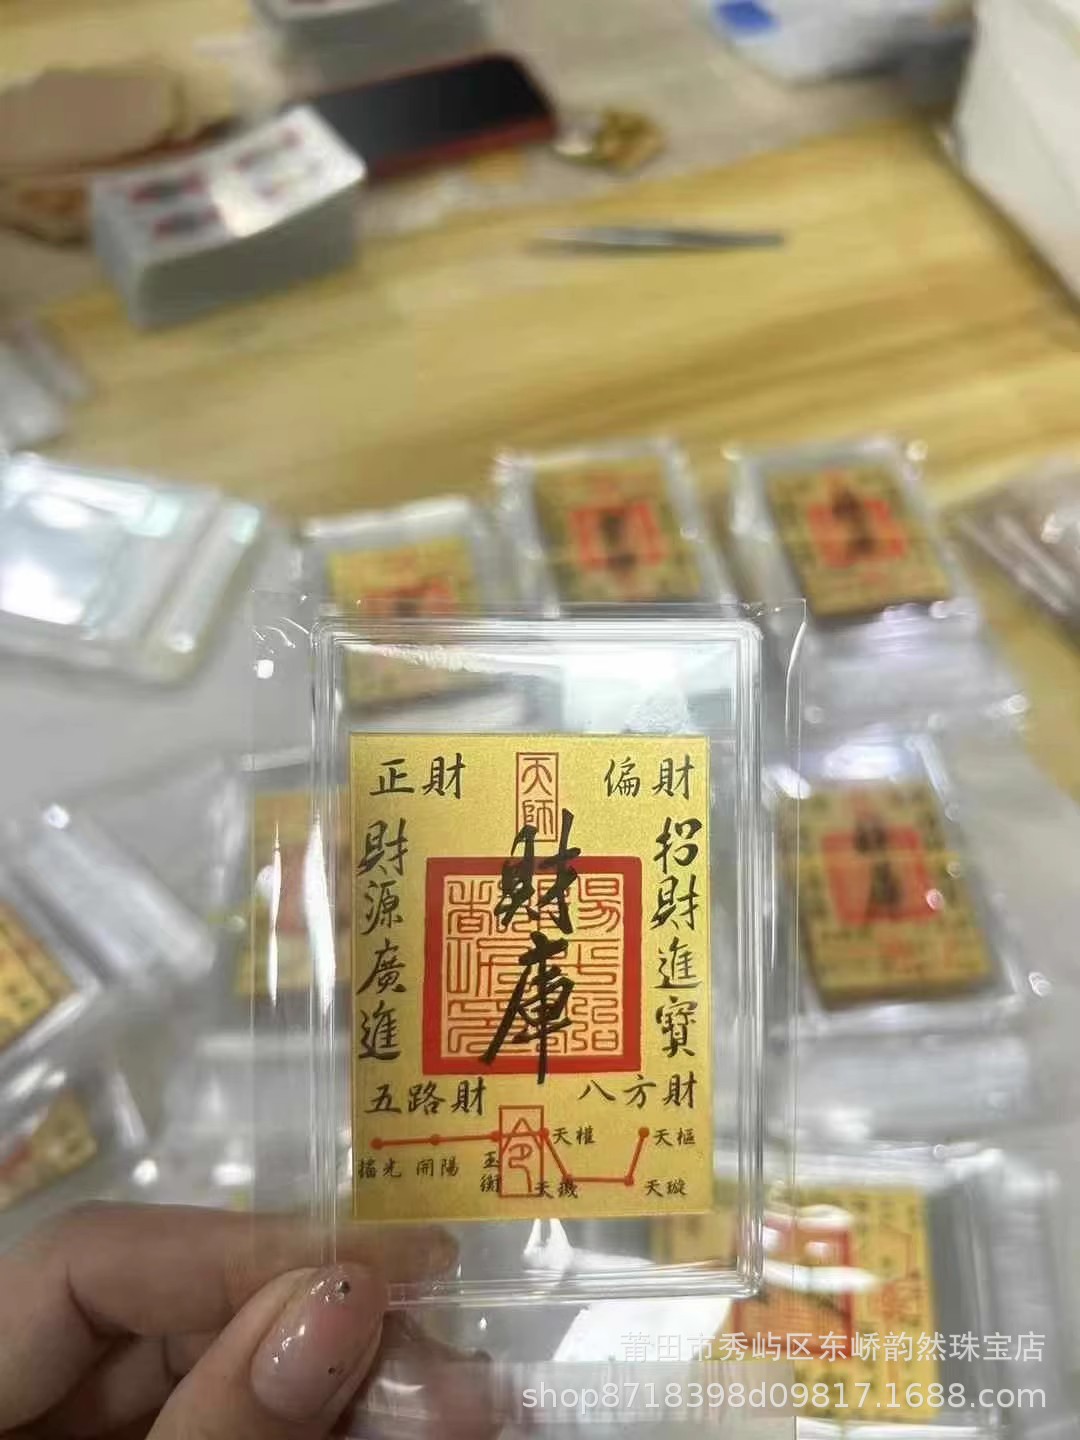 正財
天師
偏財
財源廣進
財庫
招財進寶
五路財
八方財
令
搖光
開陽
玉衡
天權
天璣
天樞
天璇
莆田市秀屿区东峤韵然珠宝店
shop8718398d09817.1688.com